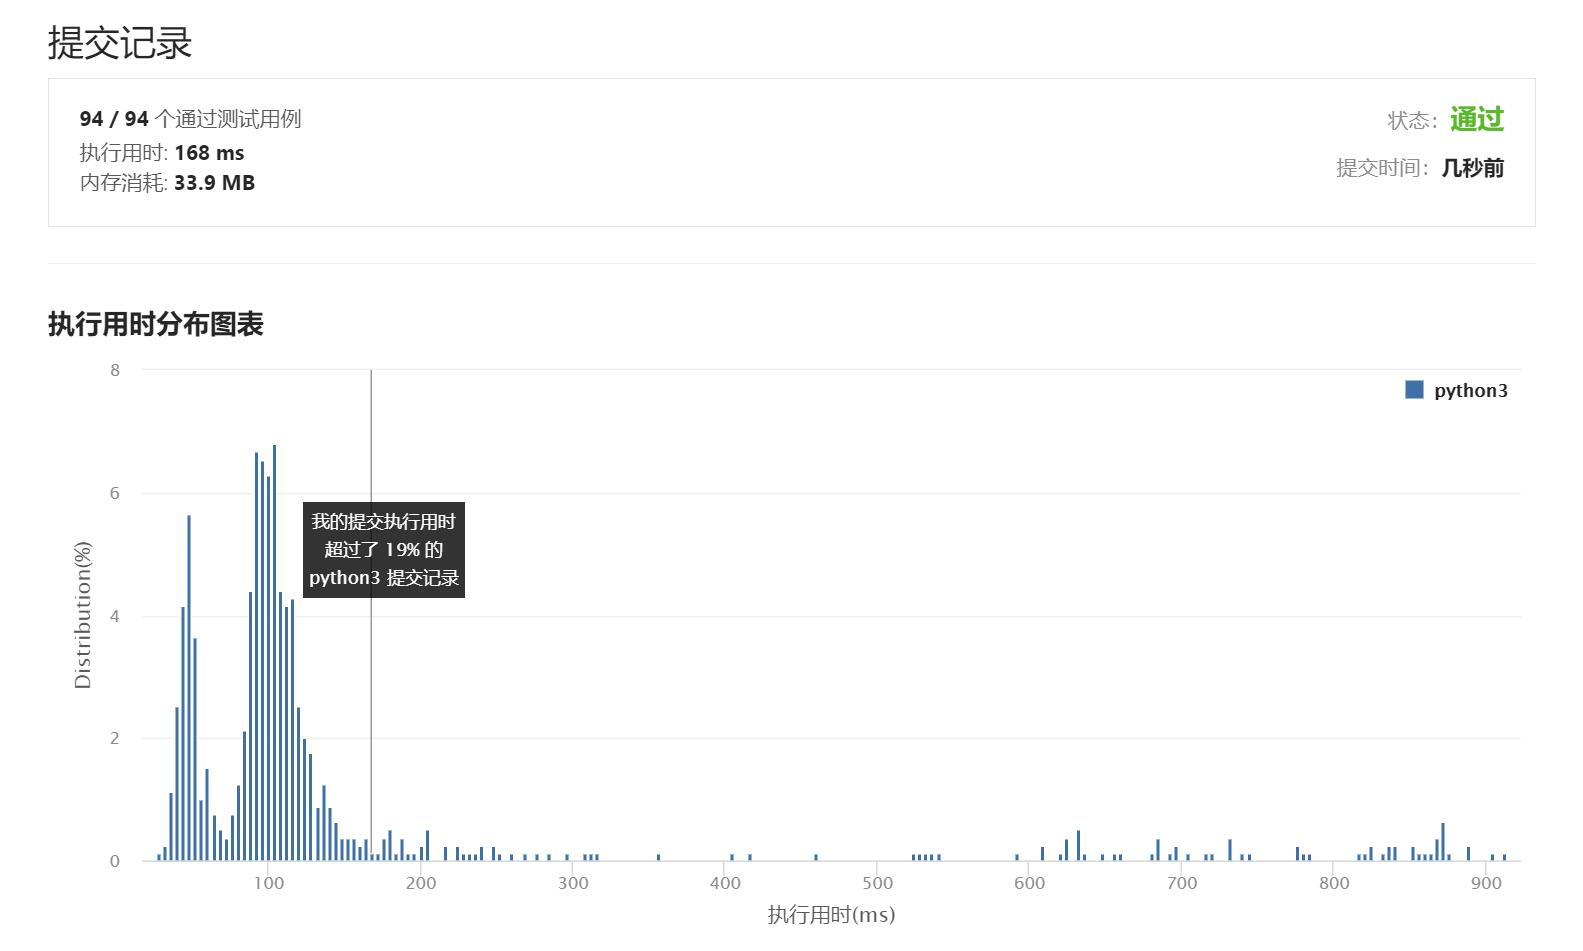 提交记录
94 / 94 个通过测试用例
状态：通过
执行用时: 168 ms
提交时间：几秒前
内存消耗: 33.9 MB
执行用时分布图表
8
python3
6
我的提交执行用时
超过了 19% 的
python3 提交记录
Distribution(%)
4
2
0
100 200 300 400 500 600 700 800 900
执行用时(ms)